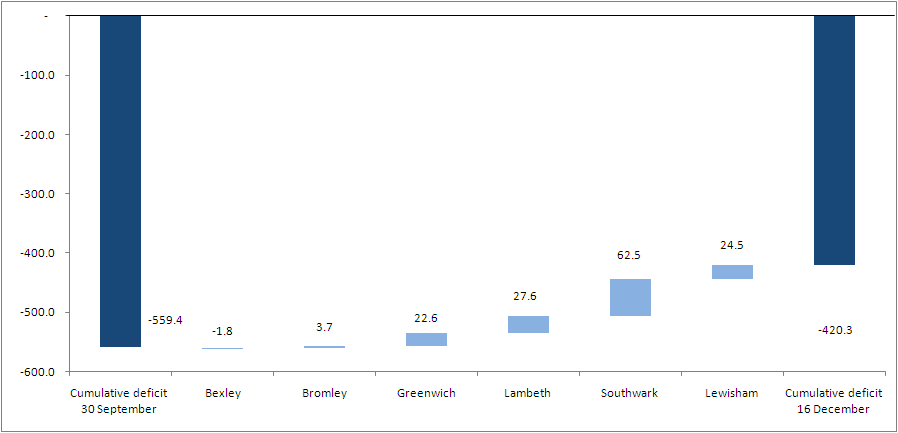 -
-100.0
-200.0
-300.0
-400.0
-500.0
-600.0
-559.4
-1.8
3.7
22.6
27.6
62.5
24.5
-420.3
Cumulative deficit
30 September
Bexley
Bromley
Greenwich
Lambeth
Southwark
Lewisham
Cumulative deficit
16 December